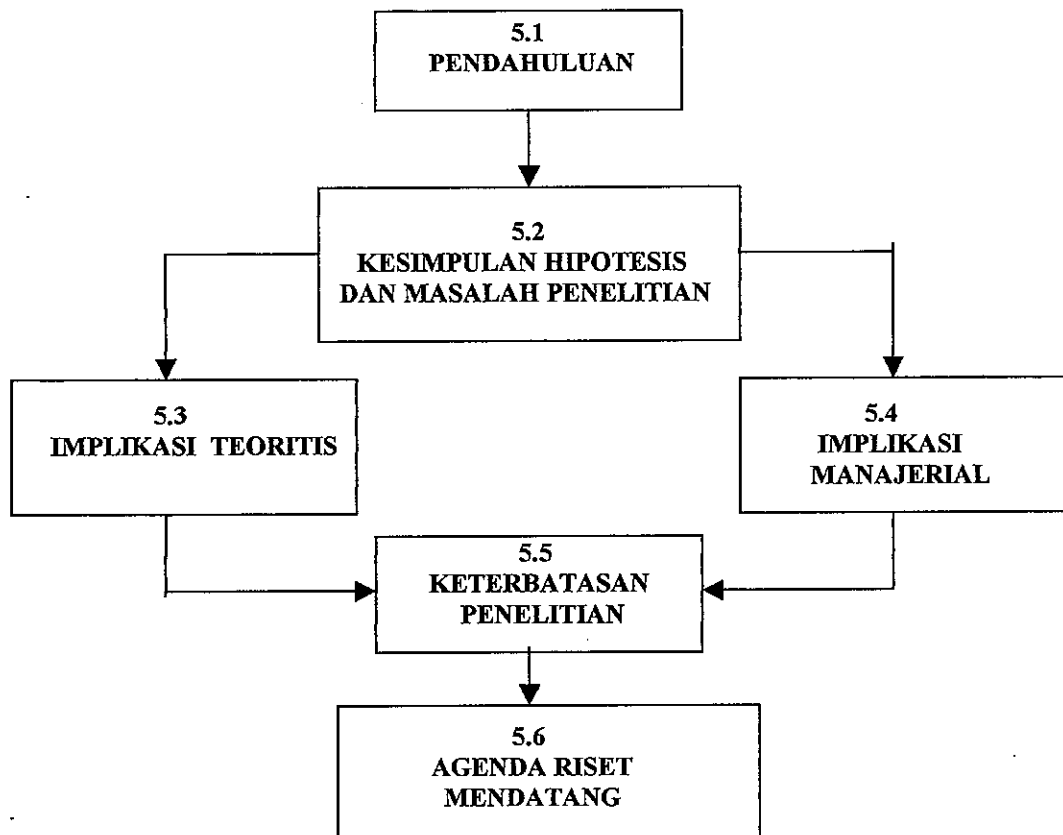 5.1
PENDAHULUAN
5.2
KESIMPULAN HIPOTESIS
DAN MASALAH PENELITIAN
5.3
IMPLIKASI TEORITIS
5.4
IMPLIKASI
MANAJERIAL
5.5
KETERBATASAN
PENELITIAN
5.6
AGENDA RISET
MENDATANG